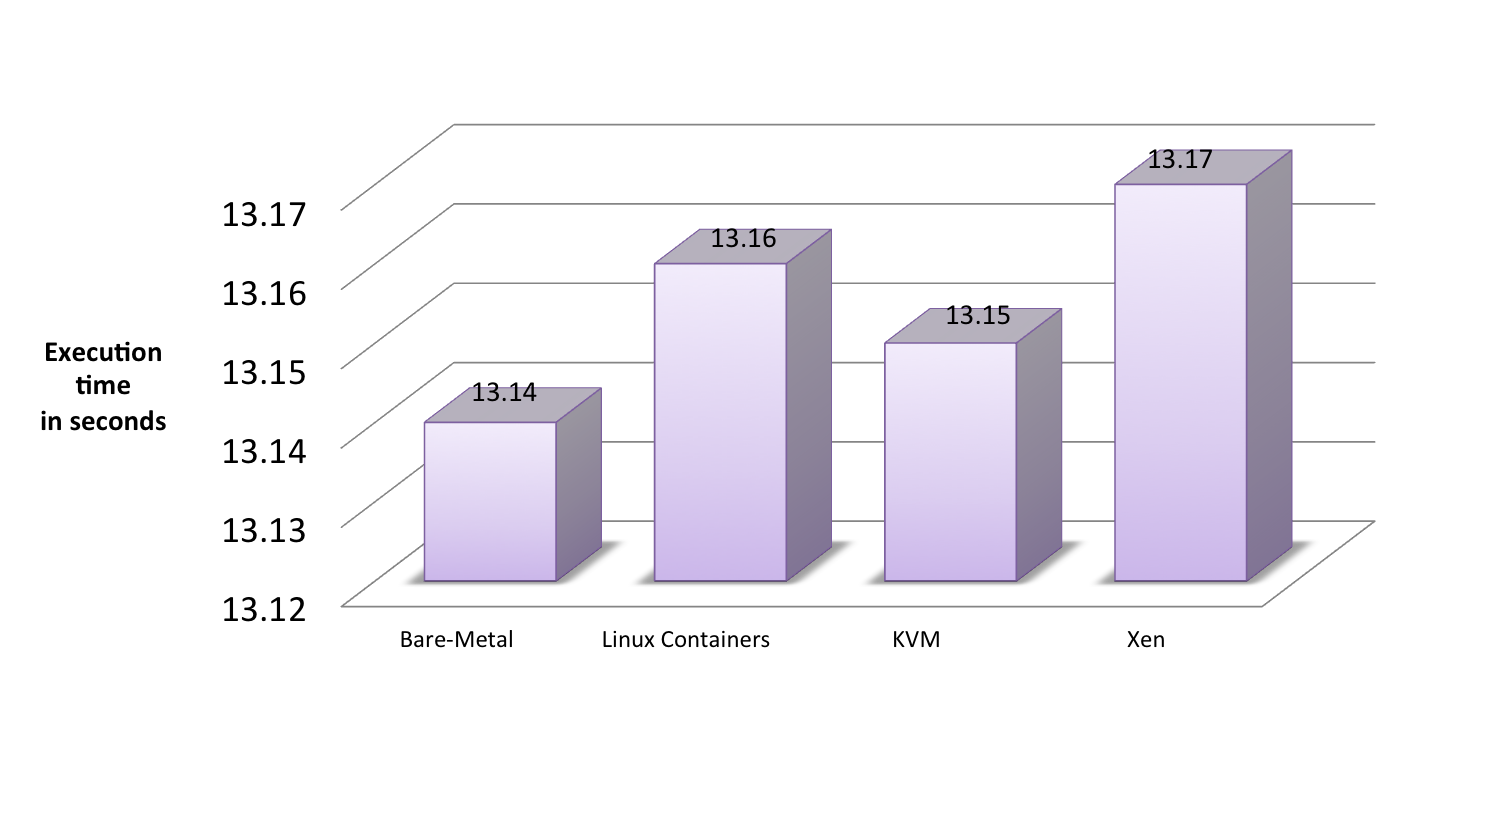 13.17
13.16
13.15
13.14
13.13
13.12
Execution
time
in seconds
13.14
13.16
13.15
13.17
Bare-Metal
Linux Containers
KVM
Xen